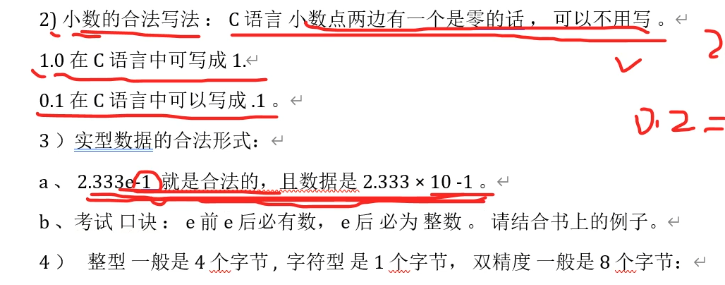 2) 小数的合法写法： C 语言 小数点两边有一个是零的话， 可以不用写 。
1.0 在 C 语言中可写成 1.
0.1 在 C 语言中可以写成 .1 。
0.2 =
3 ）实型数据的合法形式：
a 、 2.333e-1 就是合法的，且数据是 2.333 × 10 -1 。
b 、考试 口诀： e 前 e 后必有数， e 后 必为 整数 。 请结合书上的例子。
4 ） 整型 一般是 4 个字节，字符型 是 1 个字节， 双精度 一般是 8 个字节：